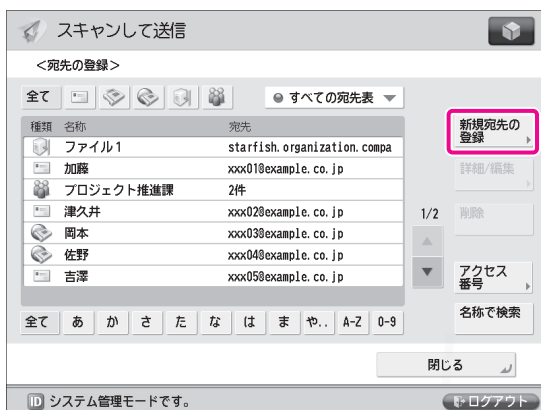 スキャンして送信
<宛先の登録>
全て
すべての宛先表
種類 名称 宛先
ファイル1 starfish.organization.compa
加藤 xxx01@example.co.jp
プロジェクト推進課 2件
津久井 xxx02@example.co.jp
岡本 xxx03@example.co.jp
佐野 xxx04@example.co.jp
吉澤 xxx05@example.co.jp
1/2
新規宛先の
登録
詳細/編集
削除
アクセス
番号
名称で検索
全て あ か さ た な は ま や.. A-Z 0-9
閉じる
ID システム管理モードです。
ログアウト